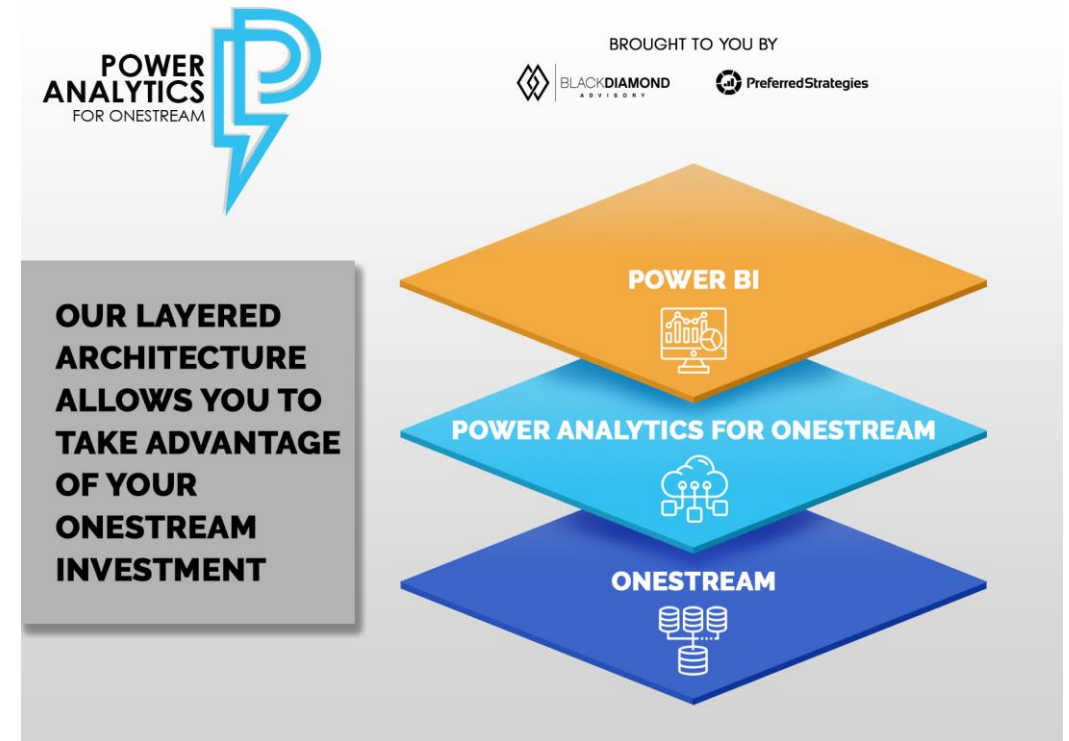 POWER
ANALYTICS
FOR ONESTREAM
BROUGHT TO YOU BY
BLACKDIAMOND
ADVISORY
PreferredStrategies
OUR LAYERED
ARCHITECTURE
ALLOWS YOU TO
TAKE ADVANTAGE
OF YOUR
ONESTREAM
INVESTMENT
POWER BI
POWER ANALYTICS FOR ONESTREAM
ONESTREAM